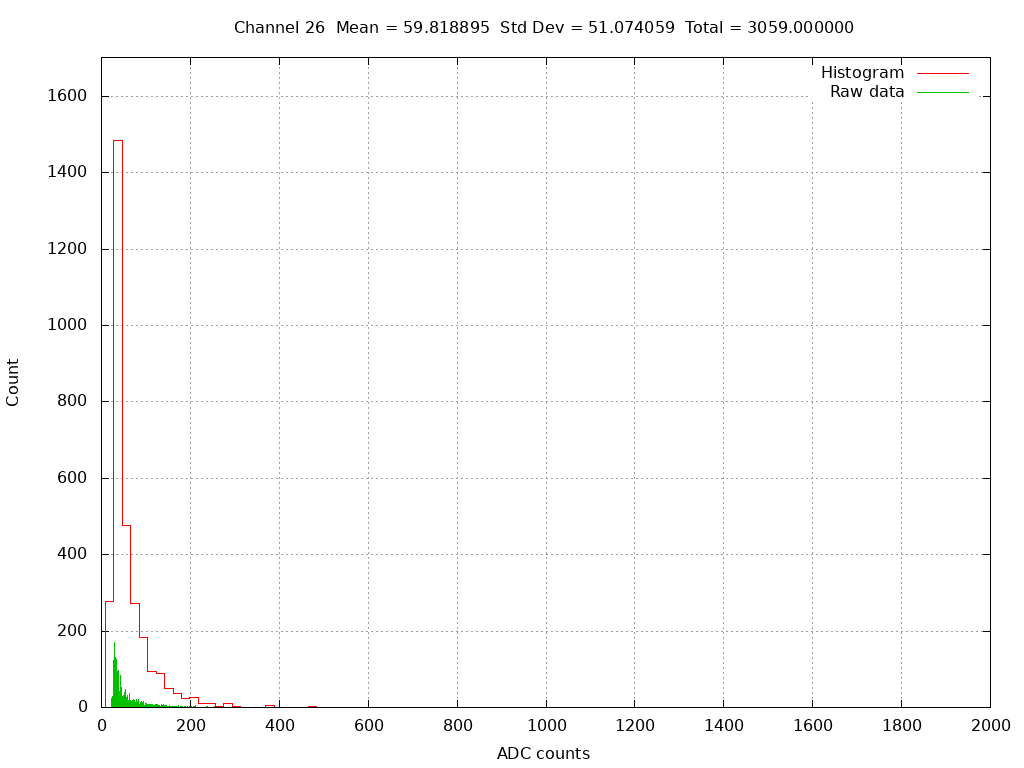 Channel 26  Mean = 59.818895  Std Dev = 51.074059  Total = 3059.000000
Histogram
Raw data
1600
1400
1200
1000
800
600
400
200
0
Count
0 200 400 600 800 1000 1200 1400 1600 1800 2000
ADC counts